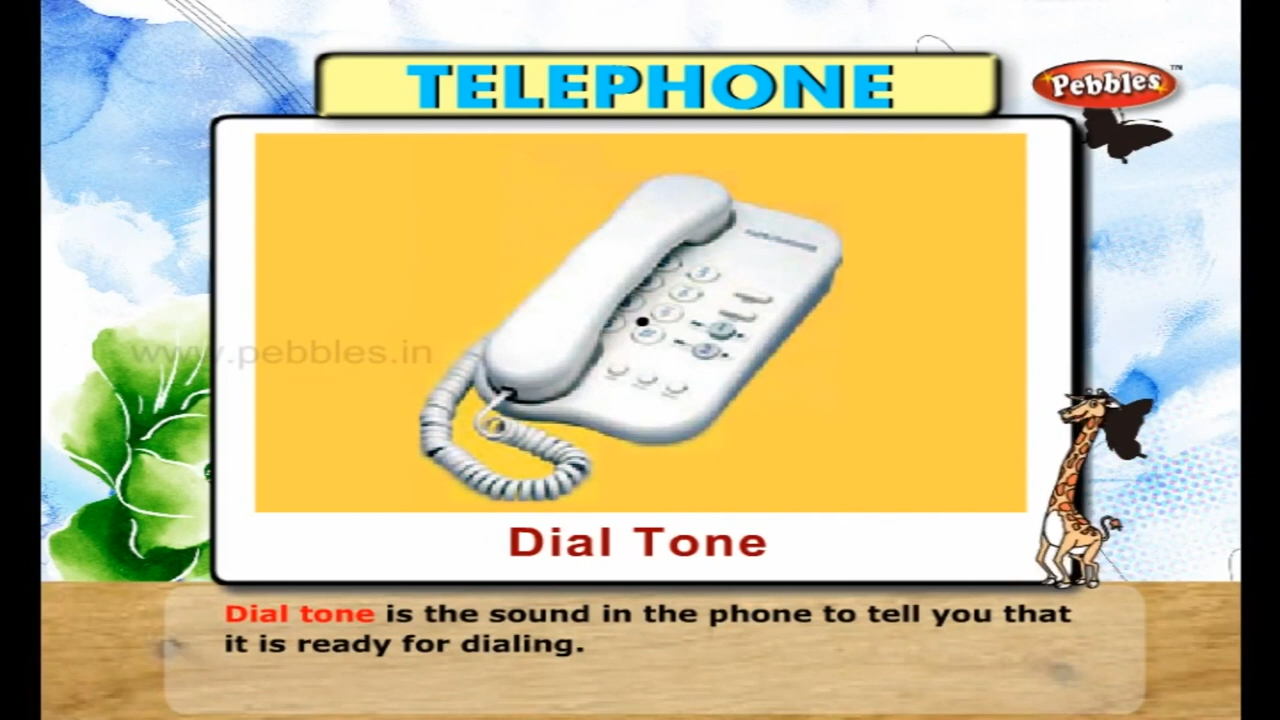 TELEPHONE
Pebbles TM
www.pebbles.in
Dial Tone
Dial tone is the sound in the phone to tell you that
it is ready for dialing.